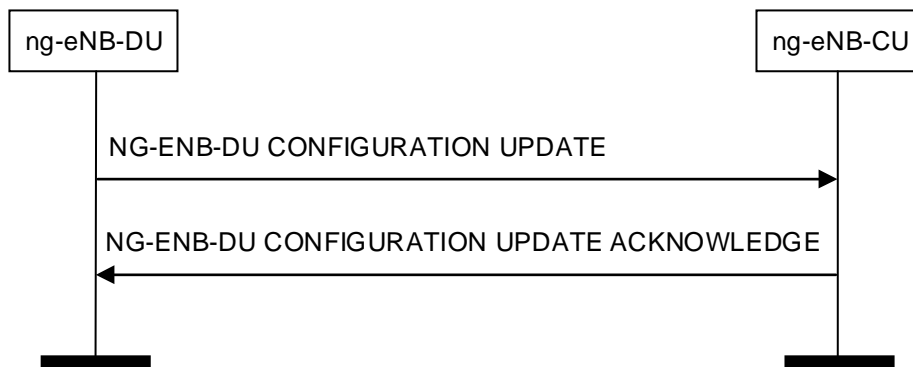 ng-eNB-DU
ng-eNB-CU
NG-ENB-DU CONFIGURATION UPDATE
NG-ENB-DU CONFIGURATION UPDATE ACKNOWLEDGE